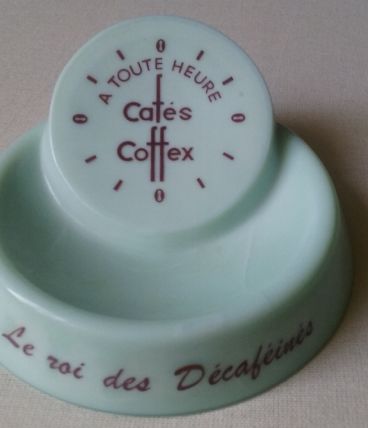 A TOUTE HEURE
Cafés
Coffex
Le roi des Décaféinés